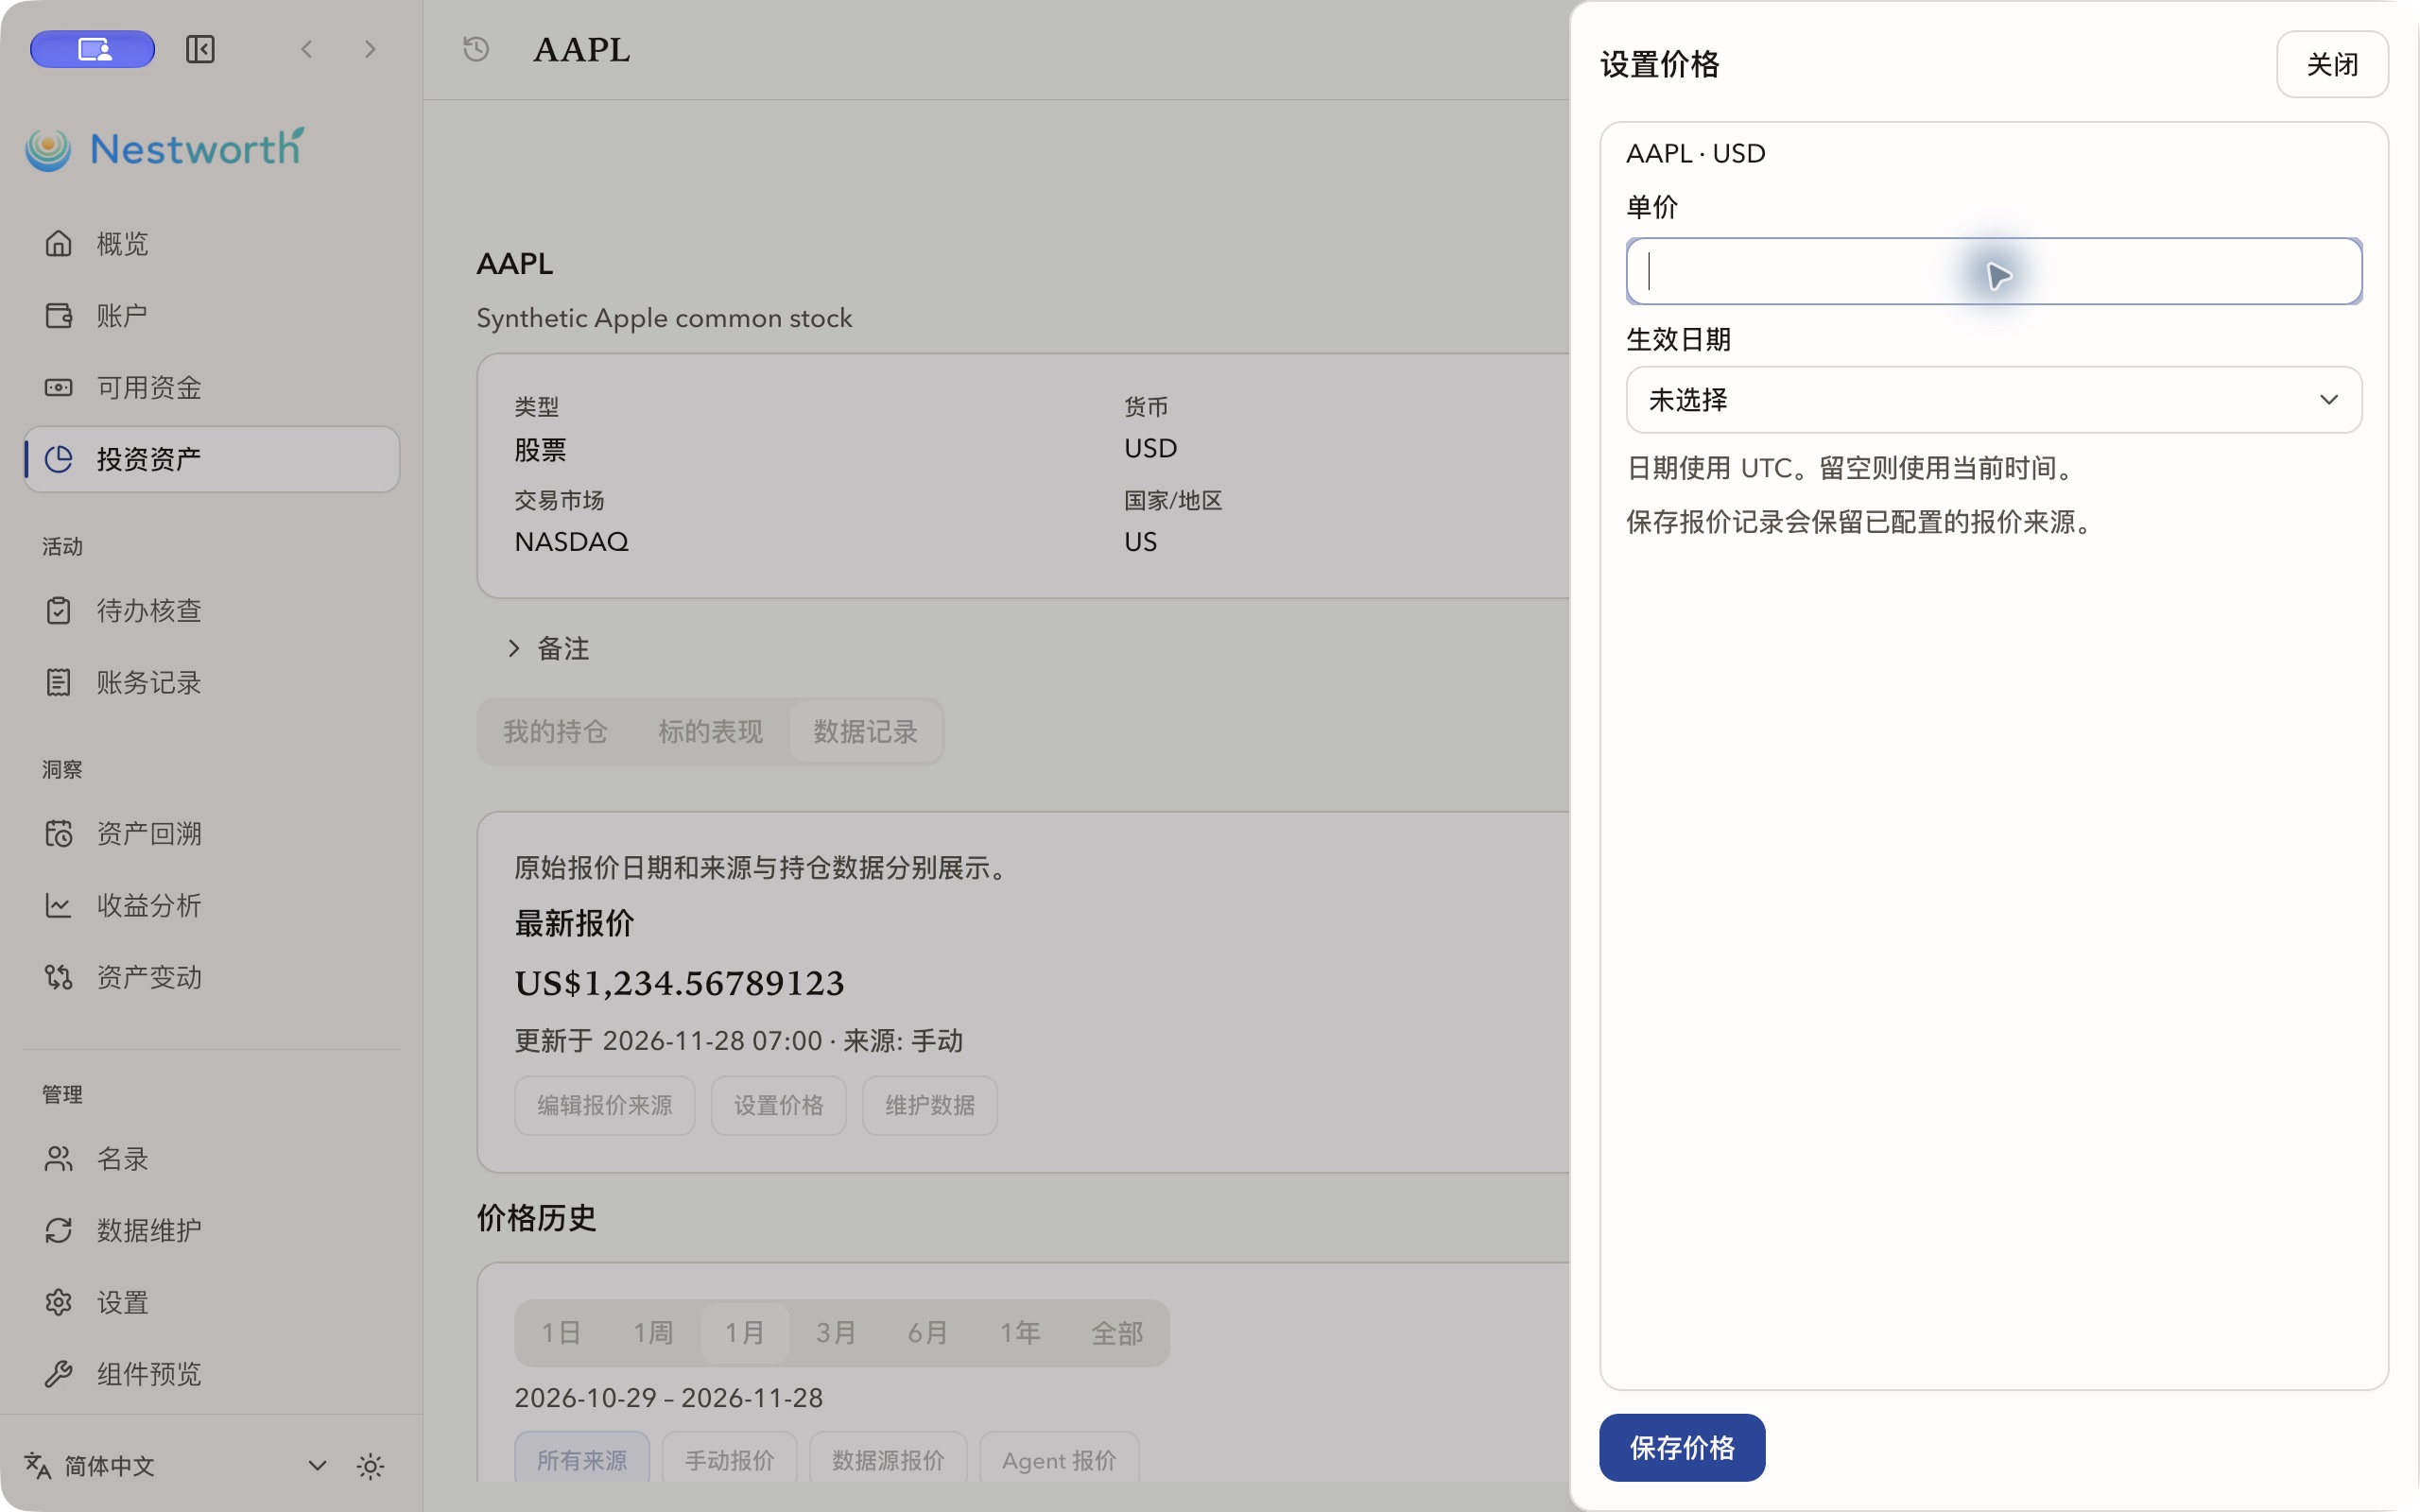 Nestworth
概览
账户
可用资金
投资资产
活动
待办核查
账务记录
洞察
资产回溯
收益分析
资产变动
管理
名录
数据维护
设置
组件预览
简体中文
AAPL
AAPL
Synthetic Apple common stock
类型
货币
股票
USD
交易市场
国家/地区
NASDAQ
US
备注
我的持仓 标的表现 数据记录
原始报价日期和来源与持仓数据分别展示。
最新报价
US$1,234.56789123
更新于 2026-11-28 07:00 · 来源: 手动
编辑报价来源 设置价格 维护数据
价格历史
1日 1周 1月 3月 6月 1年 全部
2026-10-29 – 2026-11-28
所有来源 手动报价 数据源报价 Agent 报价
设置价格
关闭
AAPL · USD
单价
生效日期
未选择
日期使用 UTC。留空则使用当前时间。
保存报价记录会保留已配置的报价来源。
保存价格